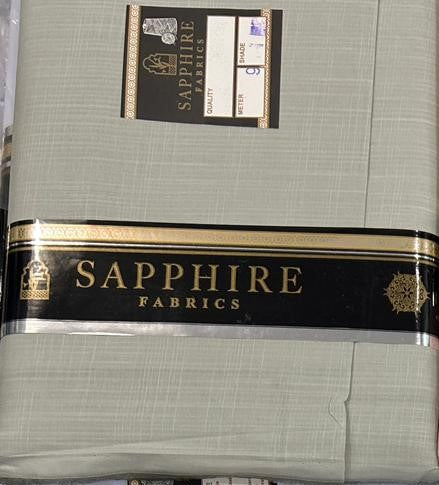 SAPPHIRE
FABRICS
QUALITY
METER
SHADE
SAPPHIRE
FABRICS